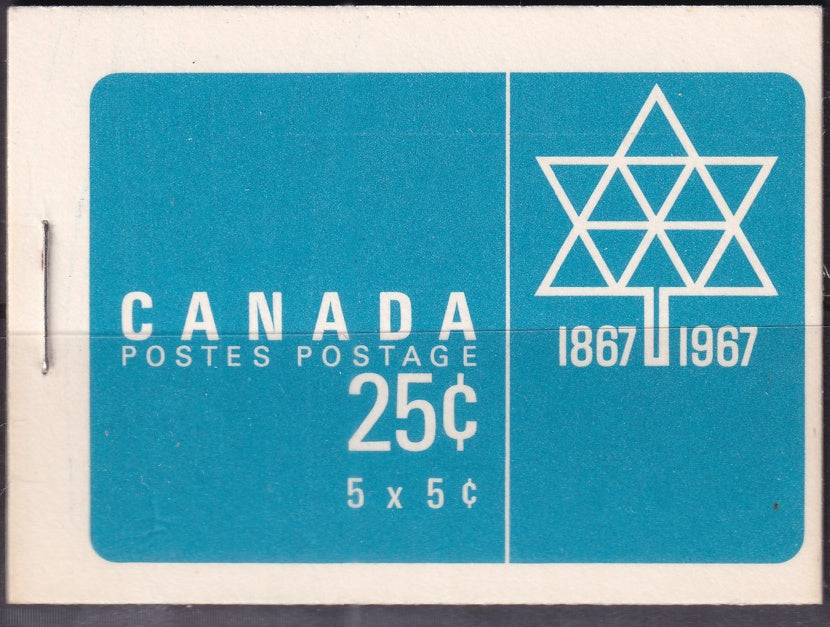 CANADA
POSTES POSTAGE
25¢
5 x 5¢
1867 1967